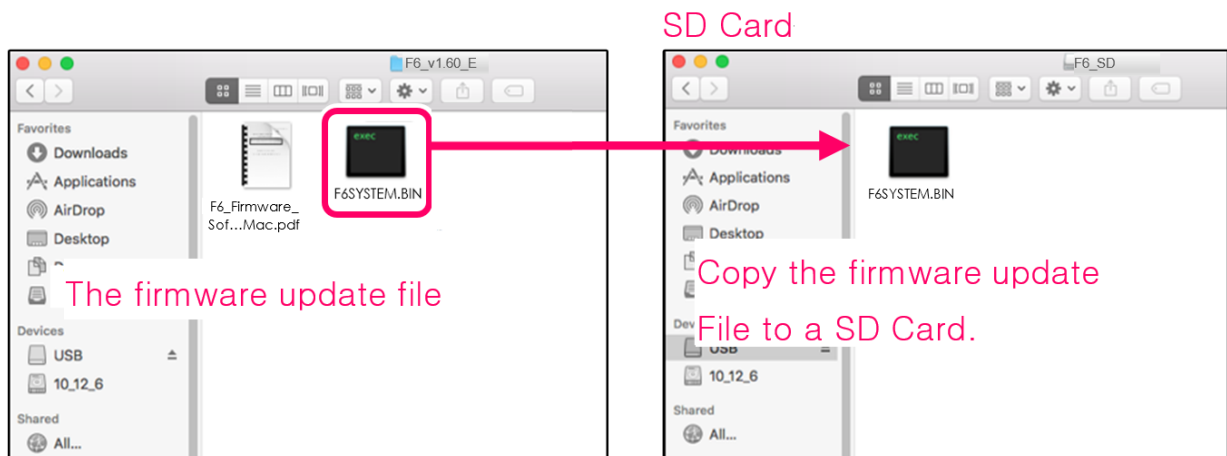 SD Card
F6_v1.60_E
Favorites
Downloads
Applications
AirDrop
Desktop
Devices
USB
10_12_6
Shared
All...
F6_Firmware_
Sof...Mac.pdf
exec
F6SYSTEM.BIN
The firmware update file
F6_SD
Favorites
Downloads
Applications
AirDrop
Desktop
USB
10_12_6
Shared
All...
exec
F6SYSTEM.BIN
Copy the firmware update
File to a SD Card.